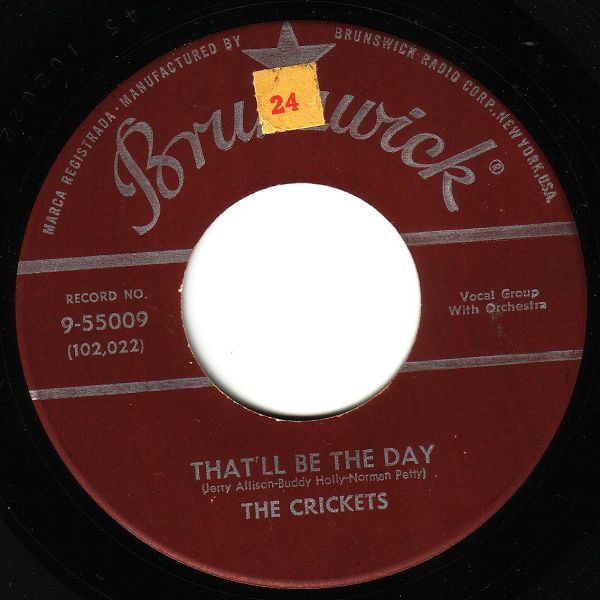 MARCA REGISTRADA · MANUFACTURED BY BRUNSWICK RADIO CORP., NEW YORK, USA.
24
Brunswick®
RECORD NO.
9-55009
(102,022)
Vocal Group
With Orchestra
THAT'LL BE THE DAY
(Jerry Allison-Buddy Holly-Norman Petty)
THE CRICKETS